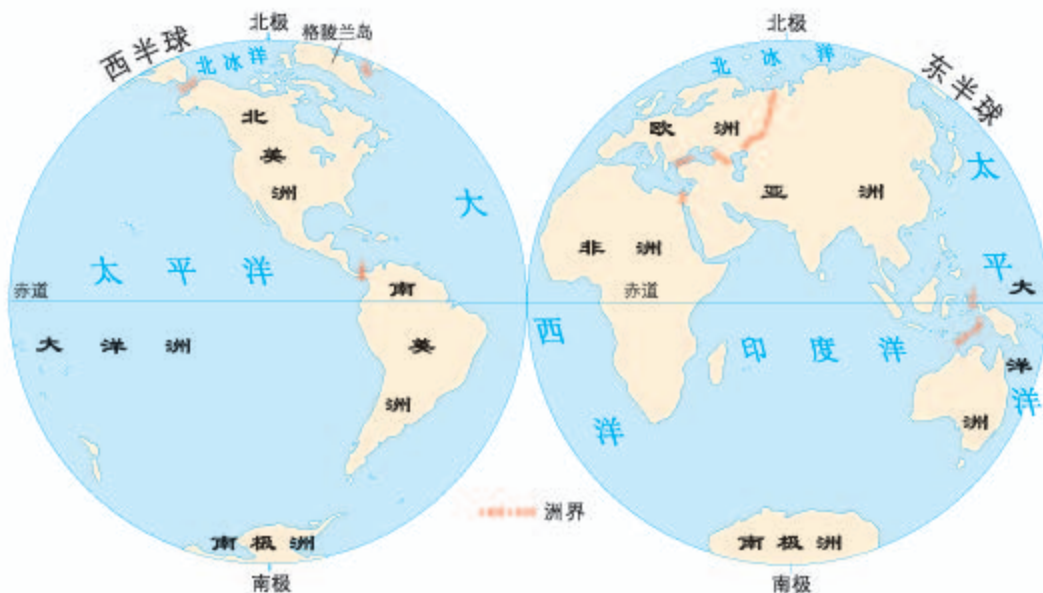 西半球
北极
格陵兰岛
北冰洋
北美洲
大西洋
太平洋
赤道
大洋洲
南美洲
南极洲
南极
洲界
东半球
北冰洋
欧洲
亚洲
非洲
赤道
太平洋
印度洋
大洋洲
南极洲
南极